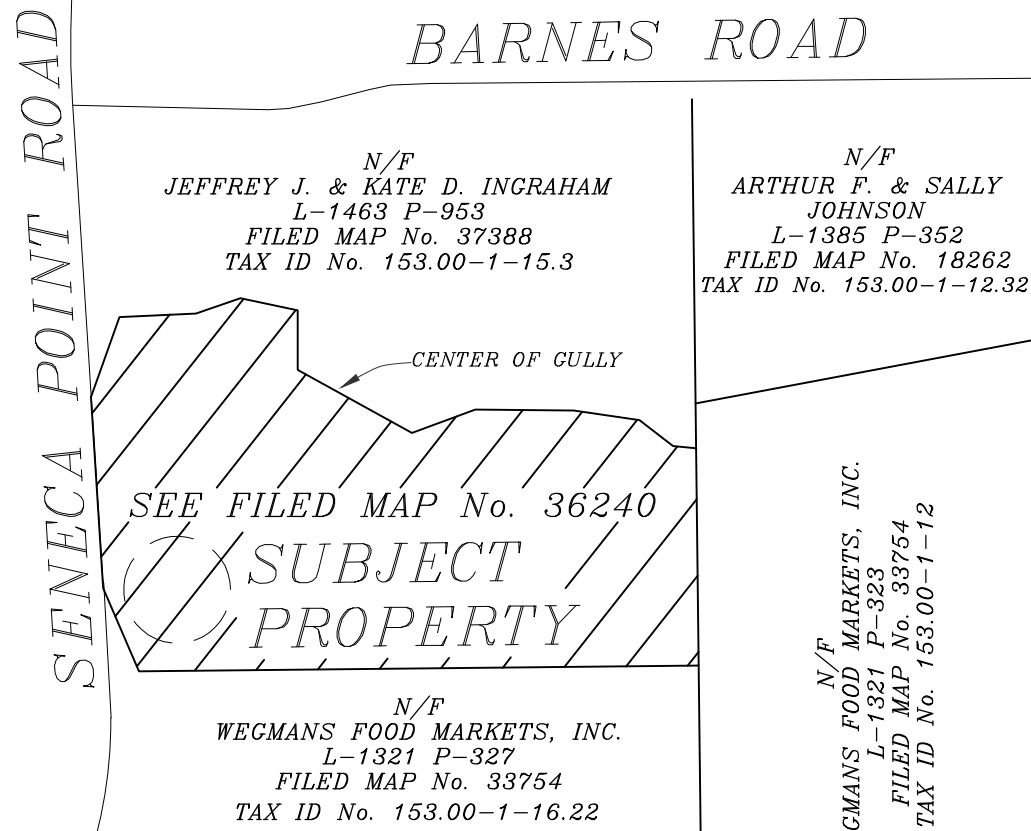 BARNES ROAD
SENECA POINT ROAD
N/F
JEFFREY J. & KATE D. INGRAHAM
L-1463 P-953
FILED MAP No. 37388
TAX ID No. 153.00-1-15.3
N/F
ARTHUR F. & SALLY
JOHNSON
L-1385 P-352
FILED MAP No. 18262
TAX ID No. 153.00-1-12.32
CENTER OF GULLY
SEE FILED MAP No. 36240
SUBJECT
PROPERTY
N/F
GMANS FOOD MARKETS, INC.
L-1321 P-323
FILED MAP No. 33754
TAX ID No. 153.00-1-12
N/F
WEGMANS FOOD MARKETS, INC.
L-1321 P-327
FILED MAP No. 33754
TAX ID No. 153.00-1-16.22